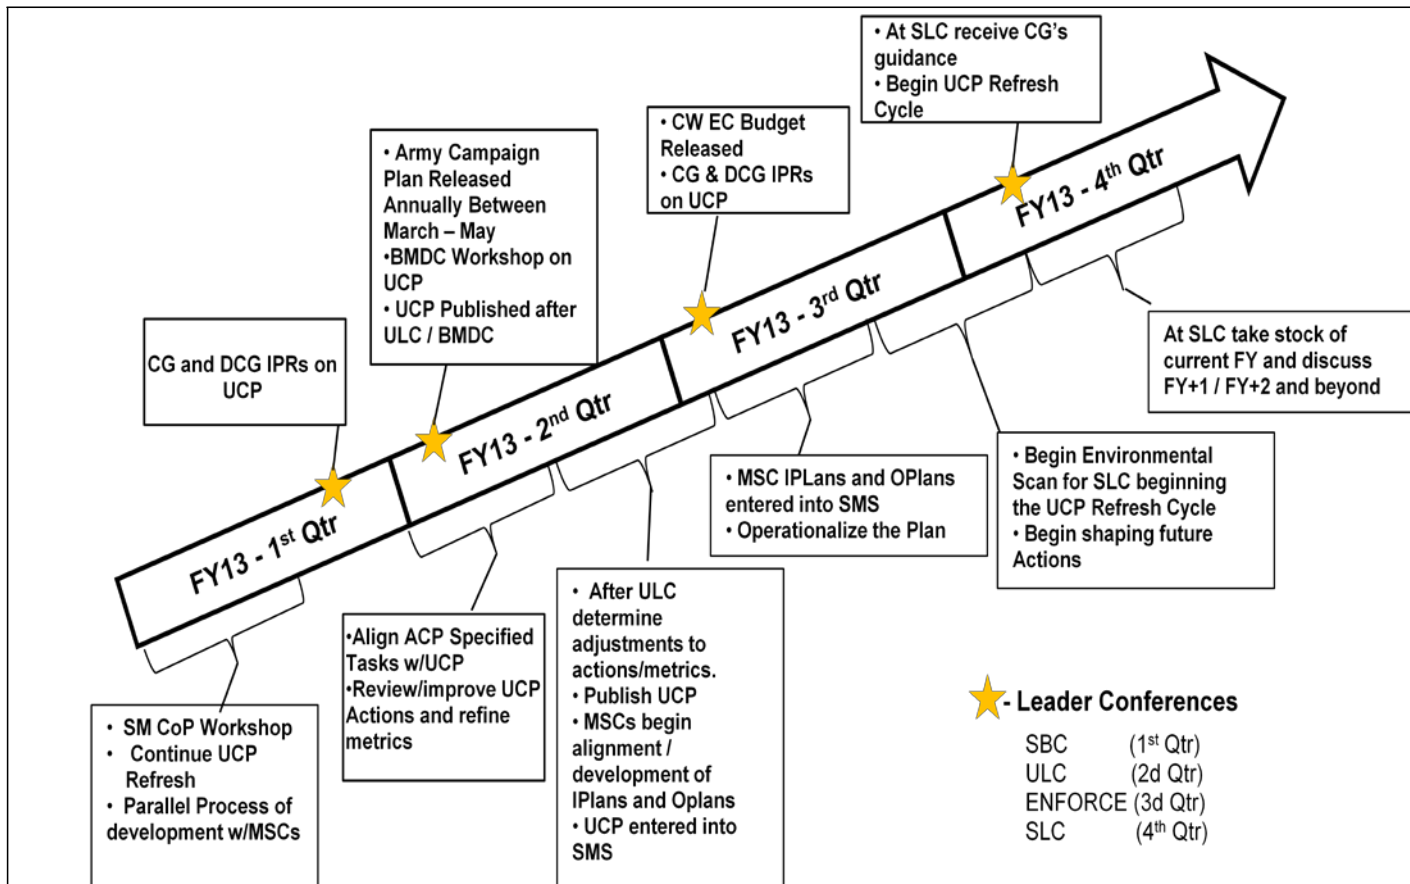 • At SLC receive CG's
guidance
• Begin UCP Refresh
Cycle
• CW EC Budget
Released
• CG & DCG IPRs
on UCP
• Army Campaign
Plan Released
Annually Between
March – May
•BMDC Workshop on
UCP
• UCP Published after
ULC / BMDC
CG and DCG IPRs on
UCP
FY13 - 1st Qtr
FY13 - 2nd Qtr
FY13 - 3rd Qtr
FY13 - 4th Qtr
• SM CoP Workshop
• Continue UCP
Refresh
• Parallel Process of
development w/MSCs
•Align ACP Specified
Tasks w/UCP
•Review/improve UCP
Actions and refine
metrics
• After ULC
determine
adjustments to
actions/metrics.
• Publish UCP
• MSCs begin
alignment /
development of
IPlans and Oplans
• UCP entered into
SMS
• MSC IPLans and OPlans
entered into SMS
• Operationalize the Plan
• Begin Environmental
Scan for SLC beginning
the UCP Refresh Cycle
• Begin shaping future
Actions
At SLC take stock of
current FY and discuss
FY+1 / FY+2 and beyond
- Leader Conferences
SBC (1st Qtr)
ULC (2d Qtr)
ENFORCE (3d Qtr)
SLC (4th Qtr)